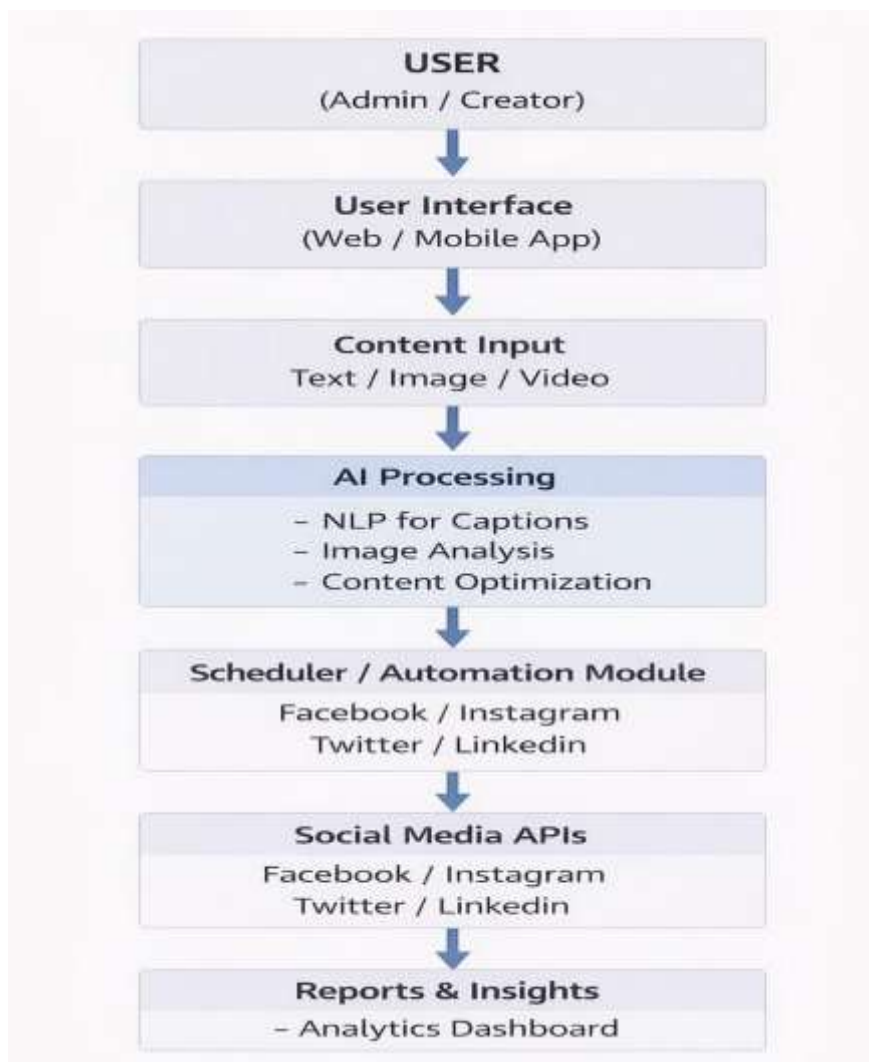 USER
(Admin / Creator)
User Interface
(Web / Mobile App)
Content Input
Text / Image / Video
AI Processing
– NLP for Captions
– Image Analysis
– Content Optimization
Scheduler / Automation Module
Facebook / Instagram
Twitter / Linkedin
Social Media APIs
Facebook / Instagram
Twitter / Linkedin
Reports & Insights
– Analytics Dashboard